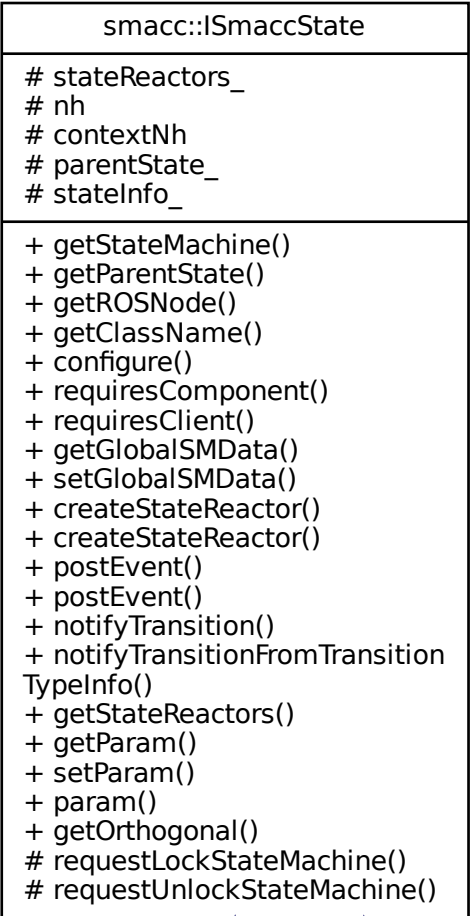 smacc::ISmaccState
# stateReactors_
# nh
# contextNh
# parentState_
# stateInfo_
+ getStateMachine()
+ getParentState()
+ getROSNode()
+ getClassName()
+ configure()
+ requiresComponent()
+ requiresClient()
+ getGlobalSMData()
+ setGlobalSMData()
+ createStateReactor()
+ createStateReactor()
+ postEvent()
+ postEvent()
+ notifyTransition()
+ notifyTransitionFromTransition
TypeInfo()
+ getStateReactors()
+ getParam()
+ setParam()
+ param()
+ getOrthogonal()
# requestLockStateMachine()
# requestUnlockStateMachine()